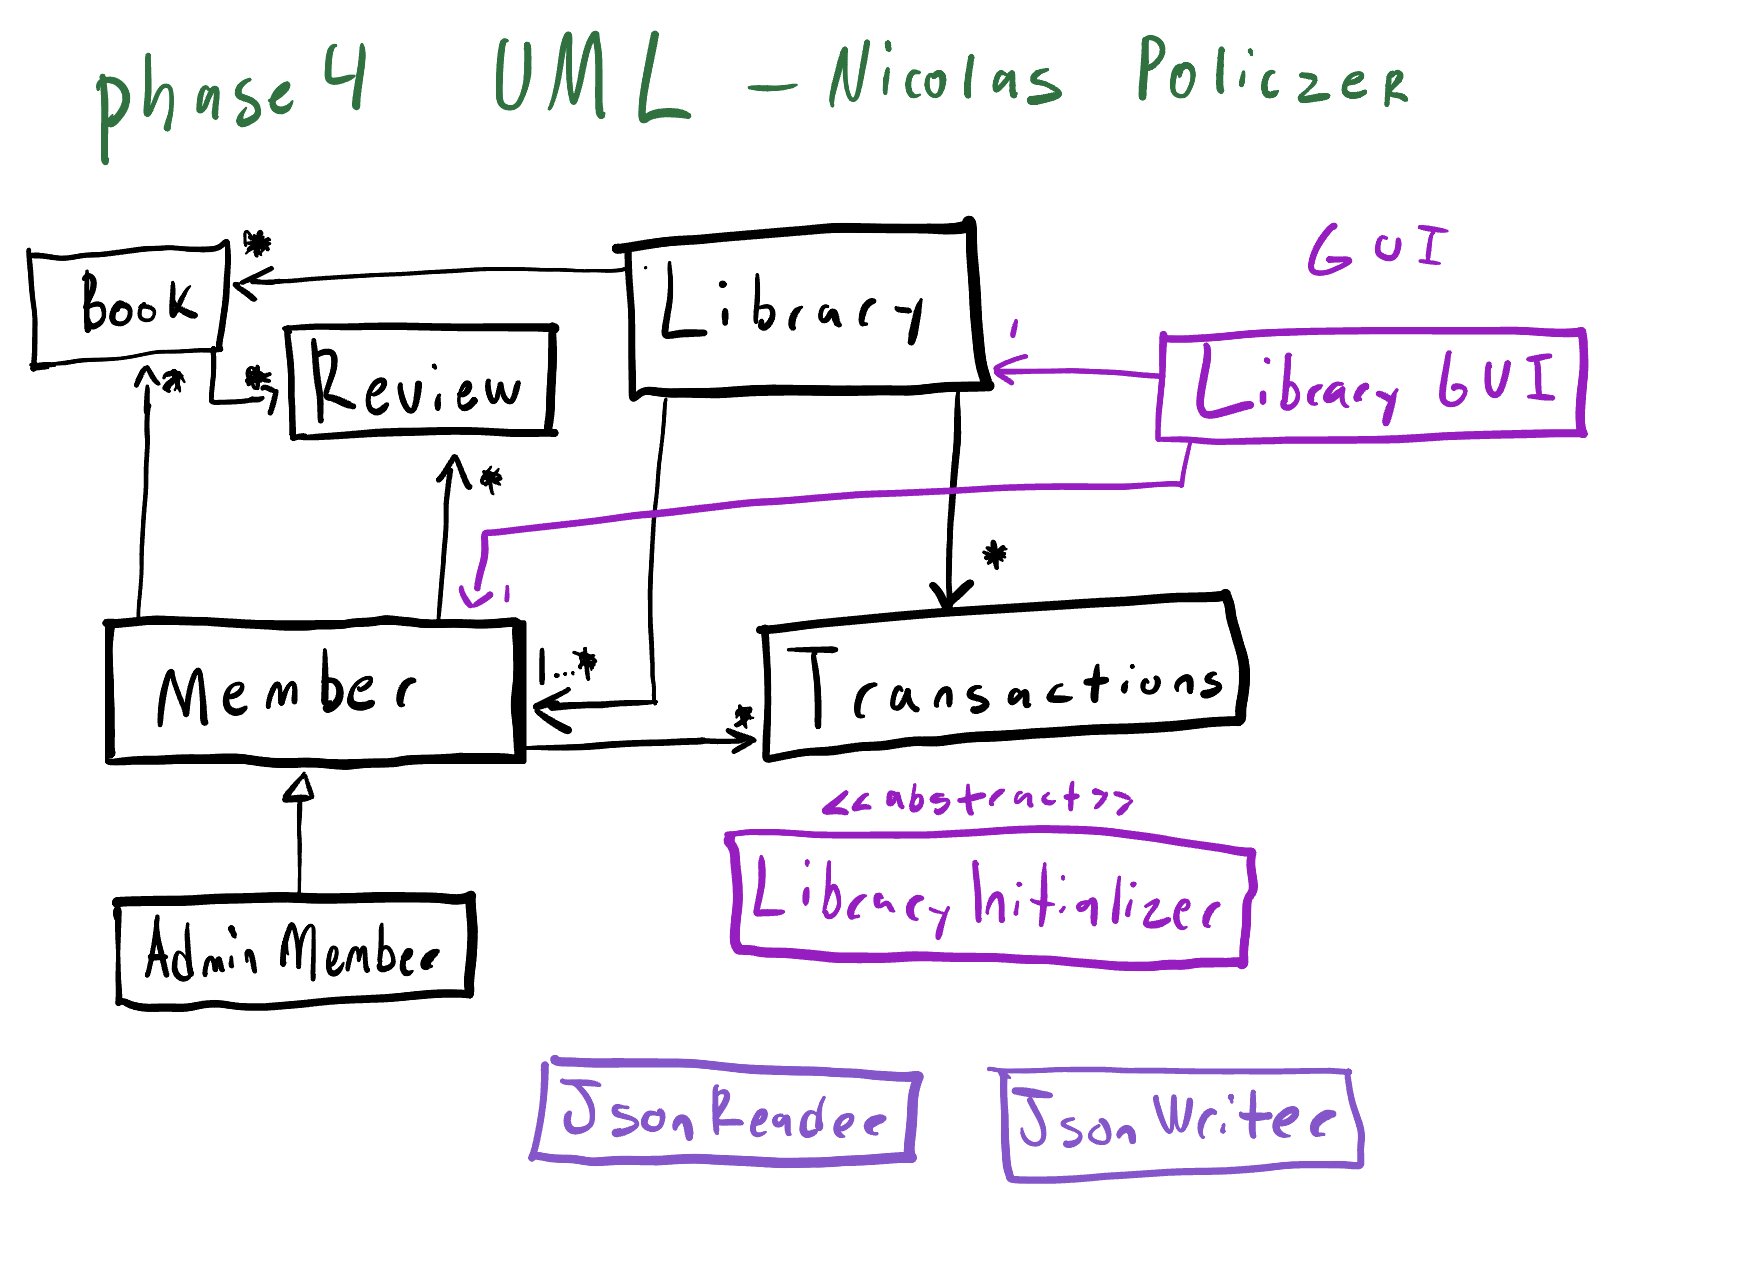 phase 4 UML - Nicolas Policzer
*
GUI
Book
Library
1
Library GUI
*
*
Review
*
*
1
1...*
Member
*
Transactions
<<abstract>>
Library Initializer
Admin Member
Json Reader
Json Writer